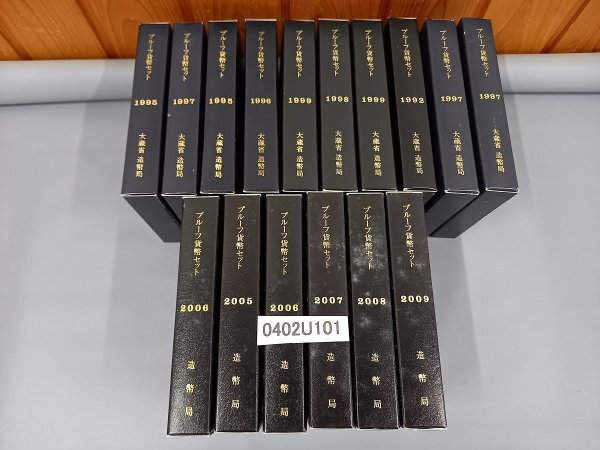 プルーフ貨幣セット 1995 大蔵省 造幣局
プルーフ貨幣セット 1997 大蔵省 造幣局
プルーフ貨幣セット 1995 大蔵省 造幣局
プルーフ貨幣セット 1996 大蔵省 造幣局
プルーフ貨幣セット 1999 大蔵省 造幣局
プルーフ貨幣セット 1998 大蔵省 造幣局
プルーフ貨幣セット 1999 大蔵省 造幣局
プルーフ貨幣セット 1992 大蔵省 造幣局
プルーフ貨幣セット 1997 大蔵省 造幣局
プルーフ貨幣セット 1997 大蔵省 造幣局
プルーフ貨幣セット 2006 造幣局
プルーフ貨幣セット 2005 造幣局
プルーフ貨幣セット 2006 造幣局
プルーフ貨幣セット 2007 造幣局
プルーフ貨幣セット 2008 造幣局
プルーフ貨幣セット 2009 造幣局
0402U101